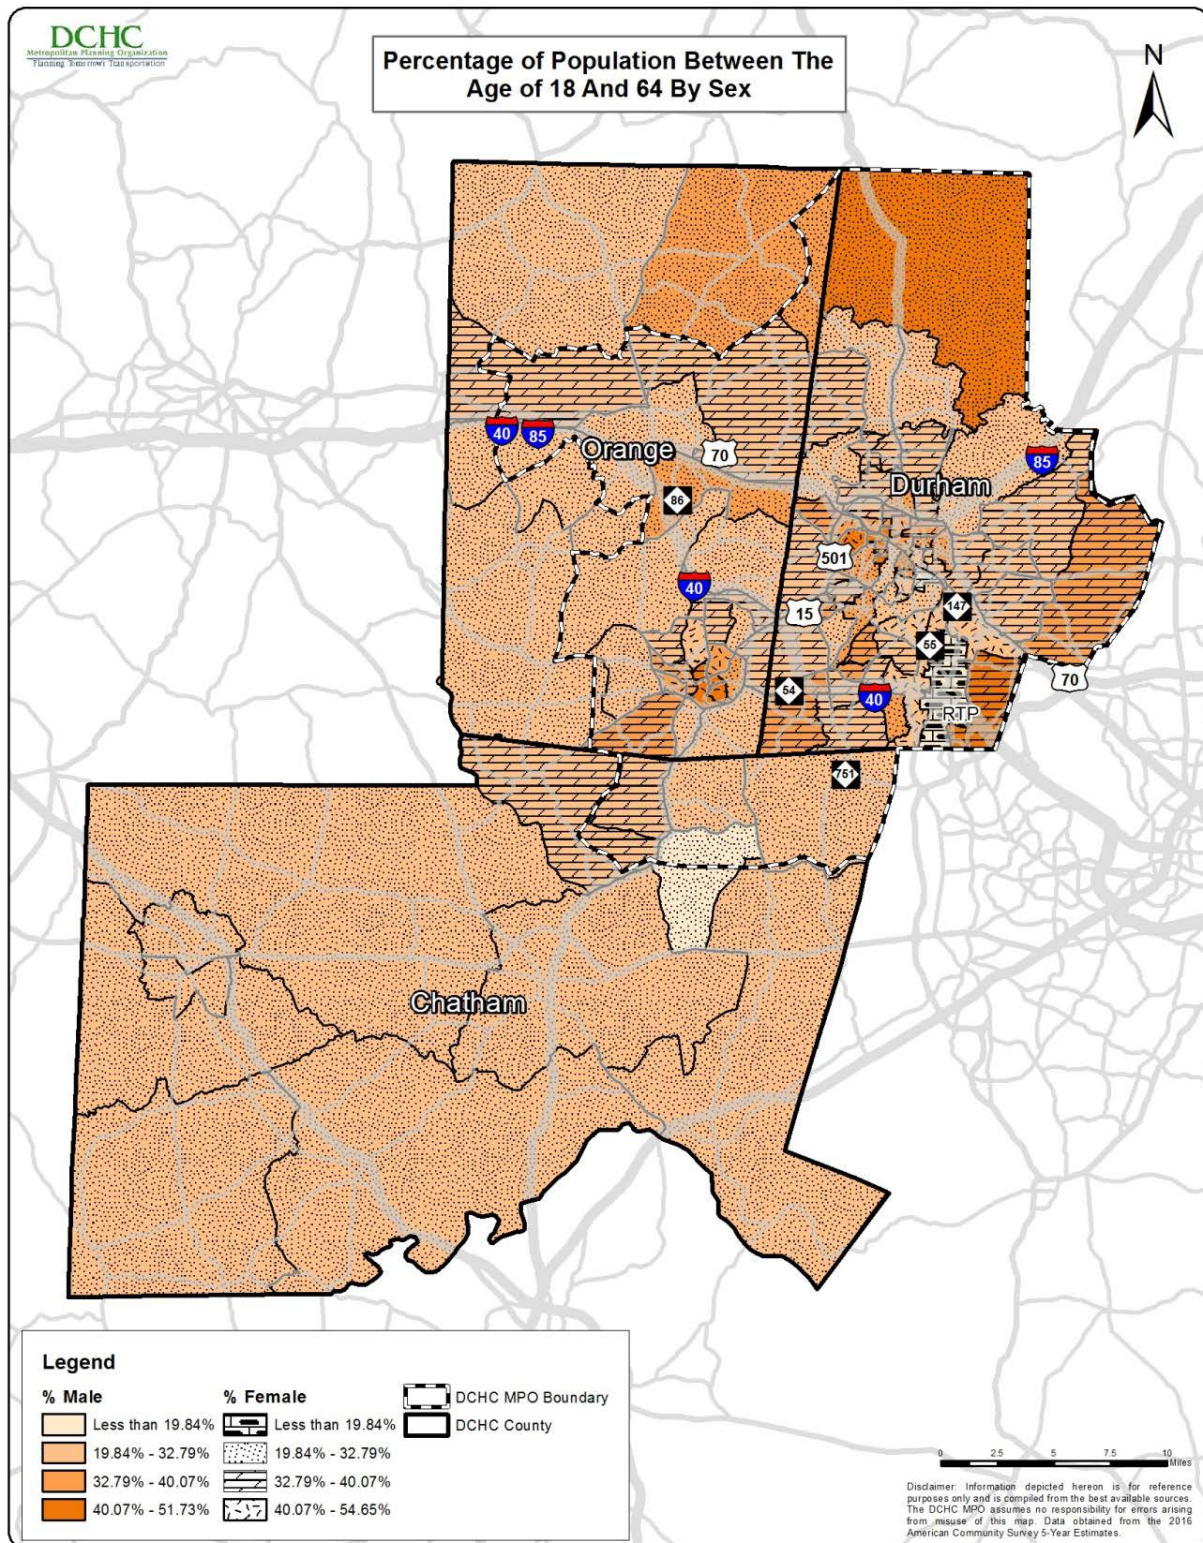 DCHC
Metropolitan Planning Organization
Planning Tomorrow's Transportation
Percentage of Population Between The
Age of 18 And 64 By Sex
N
40
85
Orange
70
86
85
Durham
501
40
15
147
55
70
54
40
RTP
751
Chatham
Legend
% Male
Less than 19.84%
19.84% - 32.79%
32.79% - 40.07%
40.07% - 51.73%
% Female
Less than 19.84%
19.84% - 32.79%
32.79% - 40.07%
40.07% - 54.65%
DCHC MPO Boundary
DCHC County
0 2.5 5 7.5 10
Miles
Disclaimer: Information depicted hereon is for reference
purposes only and is compiled from the best available sources.
The DCHC MPO assumes no responsibility for errors arising
from misuse of this map. Data obtained from the 2016
American Community Survey 5-Year Estimates.